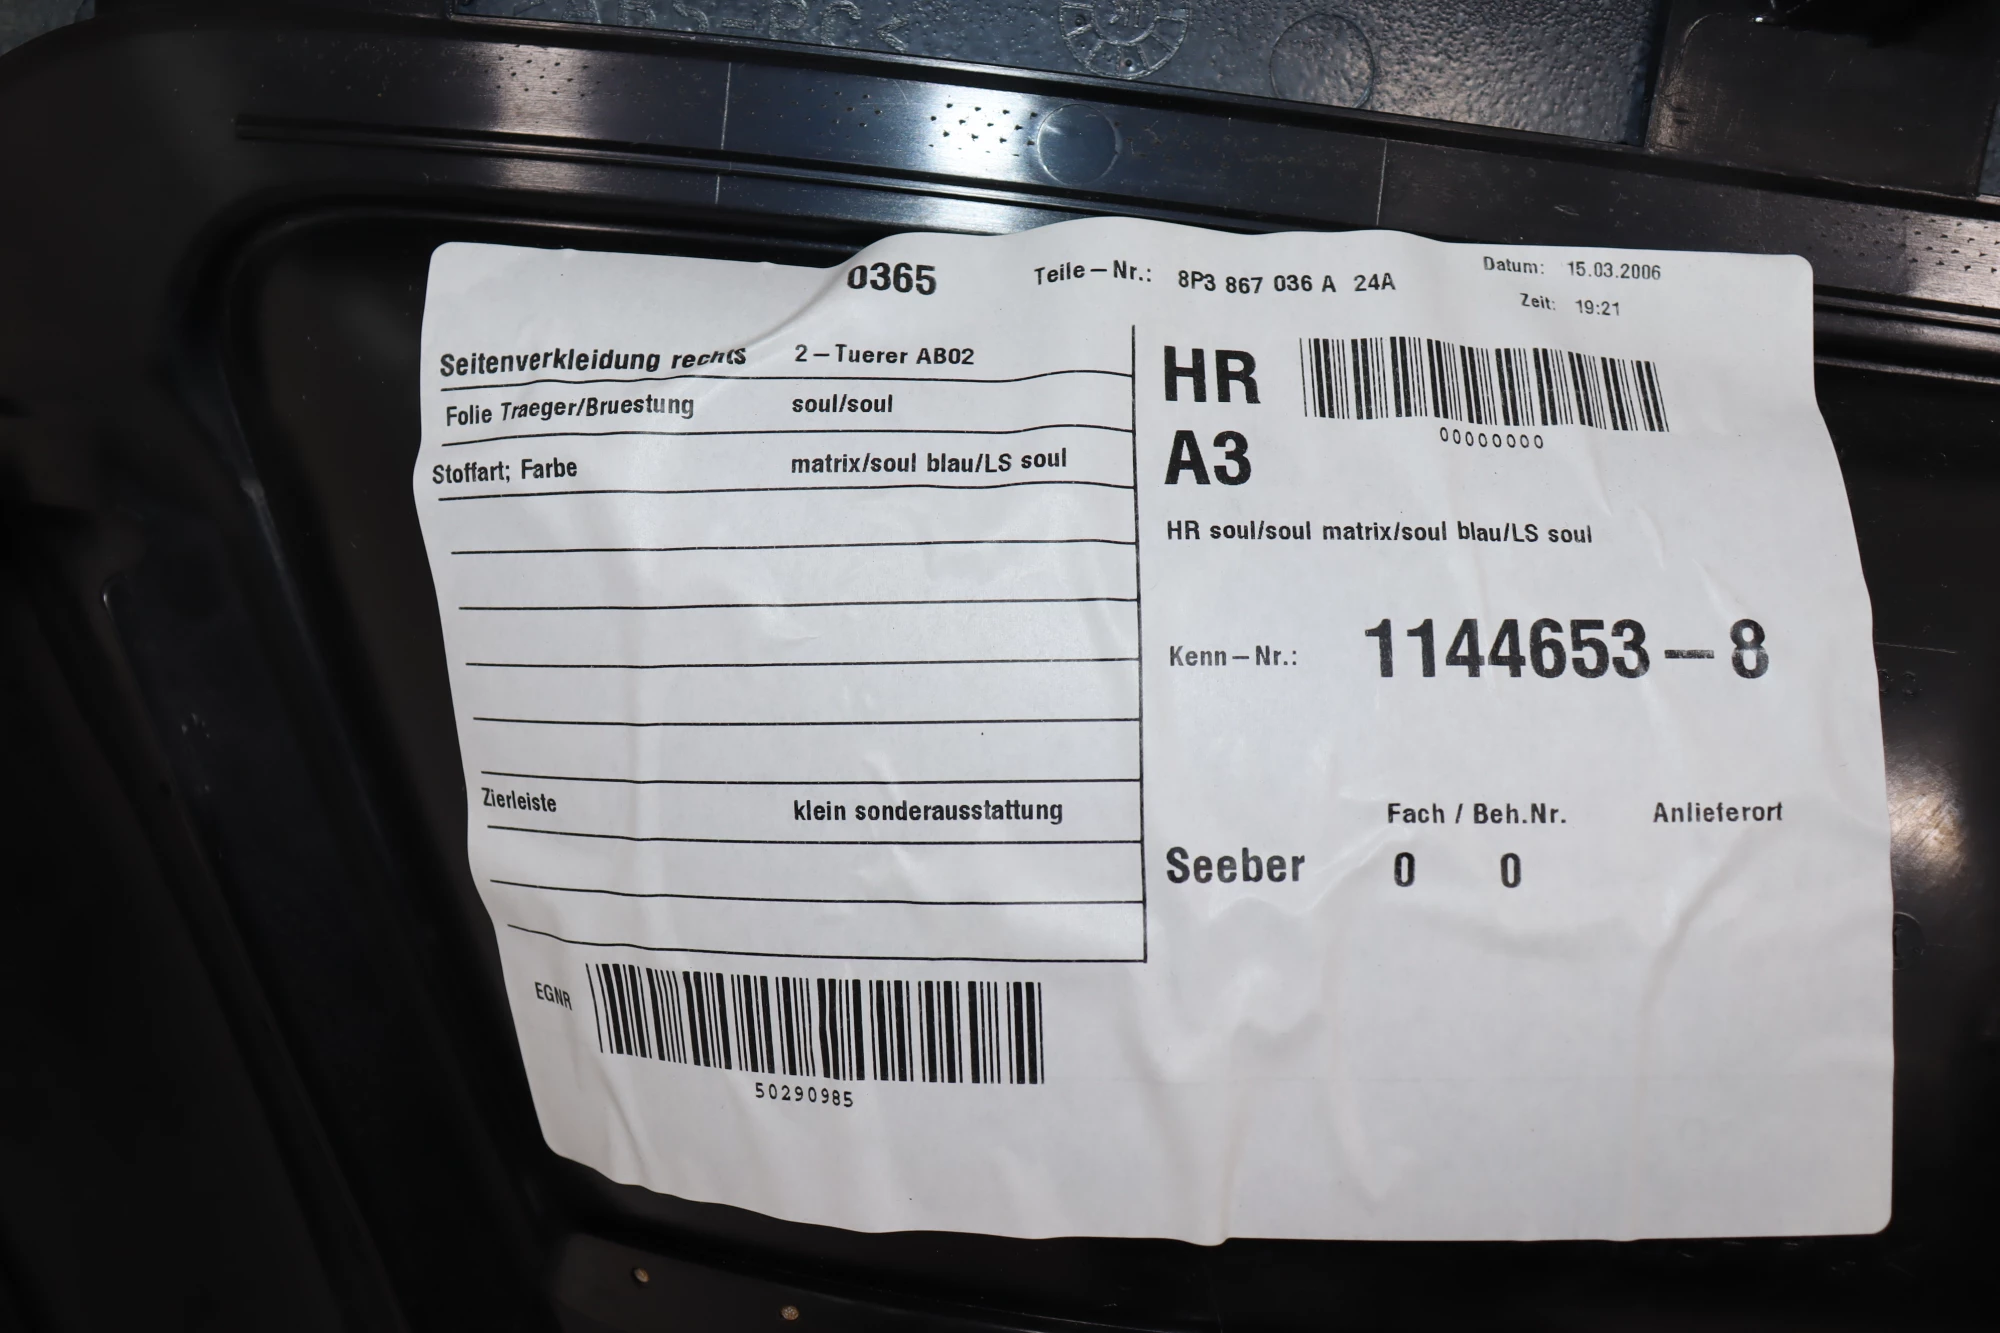 >ABS-PC<
0365 Teile-Nr.: 8P3 867 036 A 24A Datum: 15.03.2006
Zeit: 19:21
Seitenverkleidung rechts 2-Tuerer AB02
Folie Traeger/Bruestung soul/soul
Stoffart; Farbe matrix/soul blau/LS soul
Zierleiste klein sonderausstattung
EGNR
50290985
HR
A3
00000000
HR soul/soul matrix/soul blau/LS soul
Kenn-Nr.: 1144653-8
Fach / Beh.Nr. Anlieferort
Seeber 0 0